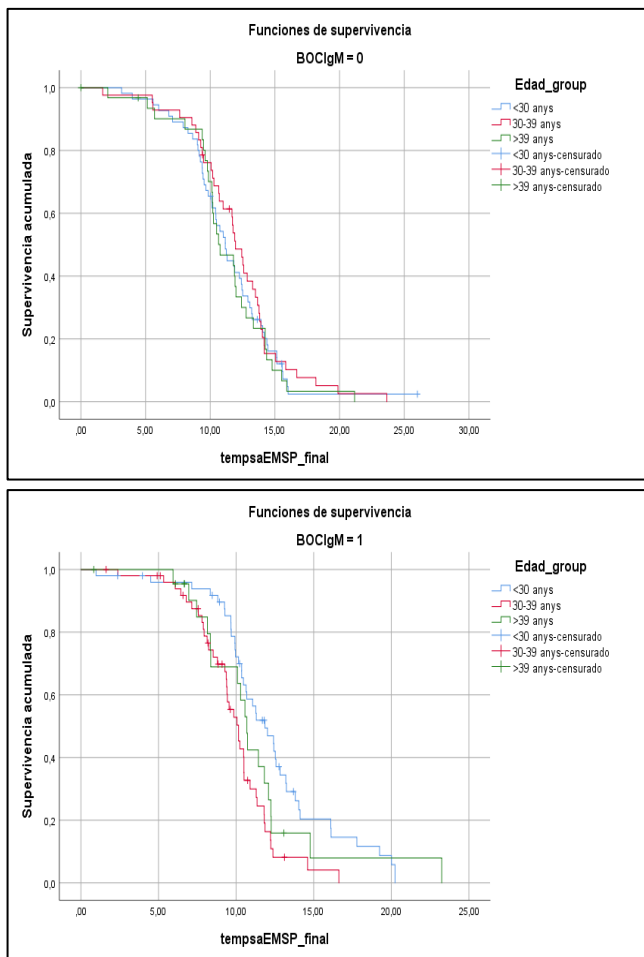 Funciones de supervivencia
BOCIgM = 0
Edad_group
<30 anys
30-39 anys
>39 anys
<30 anys-censurado
30-39 anys-censurado
>39 anys-censurado
Supervivencia acumulada
1,0
0,8
0,6
0,4
0,2
0,0
,00 5,00 10,00 15,00 20,00 25,00 30,00
tempsaEMSP_final
Funciones de supervivencia
BOCIgM = 1
Edad_group
<30 anys
30-39 anys
>39 anys
<30 anys-censurado
30-39 anys-censurado
>39 anys-censurado
Supervivencia acumulada
1,0
0,8
0,6
0,4
0,2
0,0
,00 5,00 10,00 15,00 20,00 25,00
tempsaEMSP_final